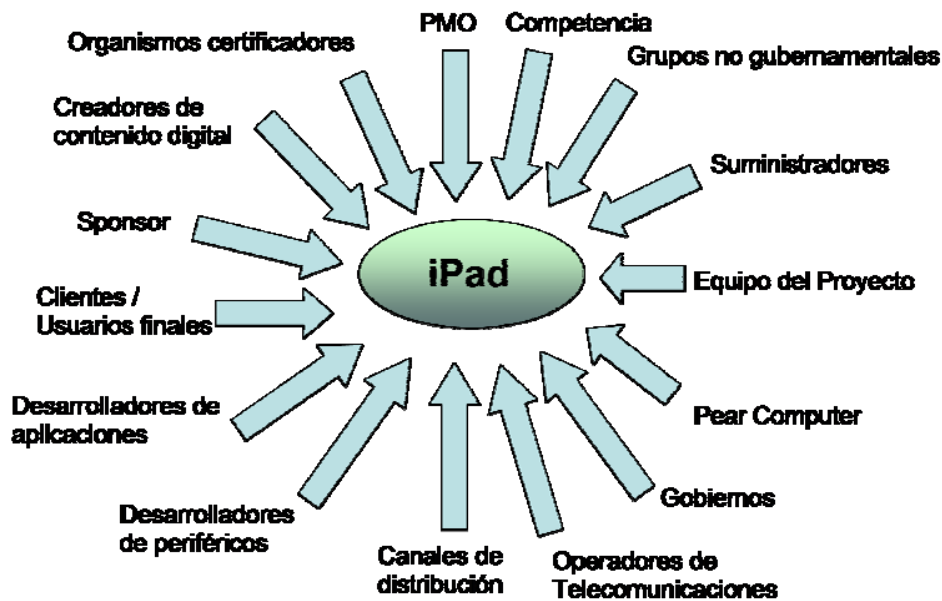 PMO
Competencia
Organismos certificadores
Grupos no gubernamentales
Creadores de
contenido digital
Suministradores
Sponsor
iPad
Equipo del Proyecto
Clientes /
Usuarios finales
Desarrolladores de
aplicaciones
Pear Computer
Gobiernos
Desarrolladores
de periféricos
Canales de
distribución
Operadores de
Telecomunicaciones